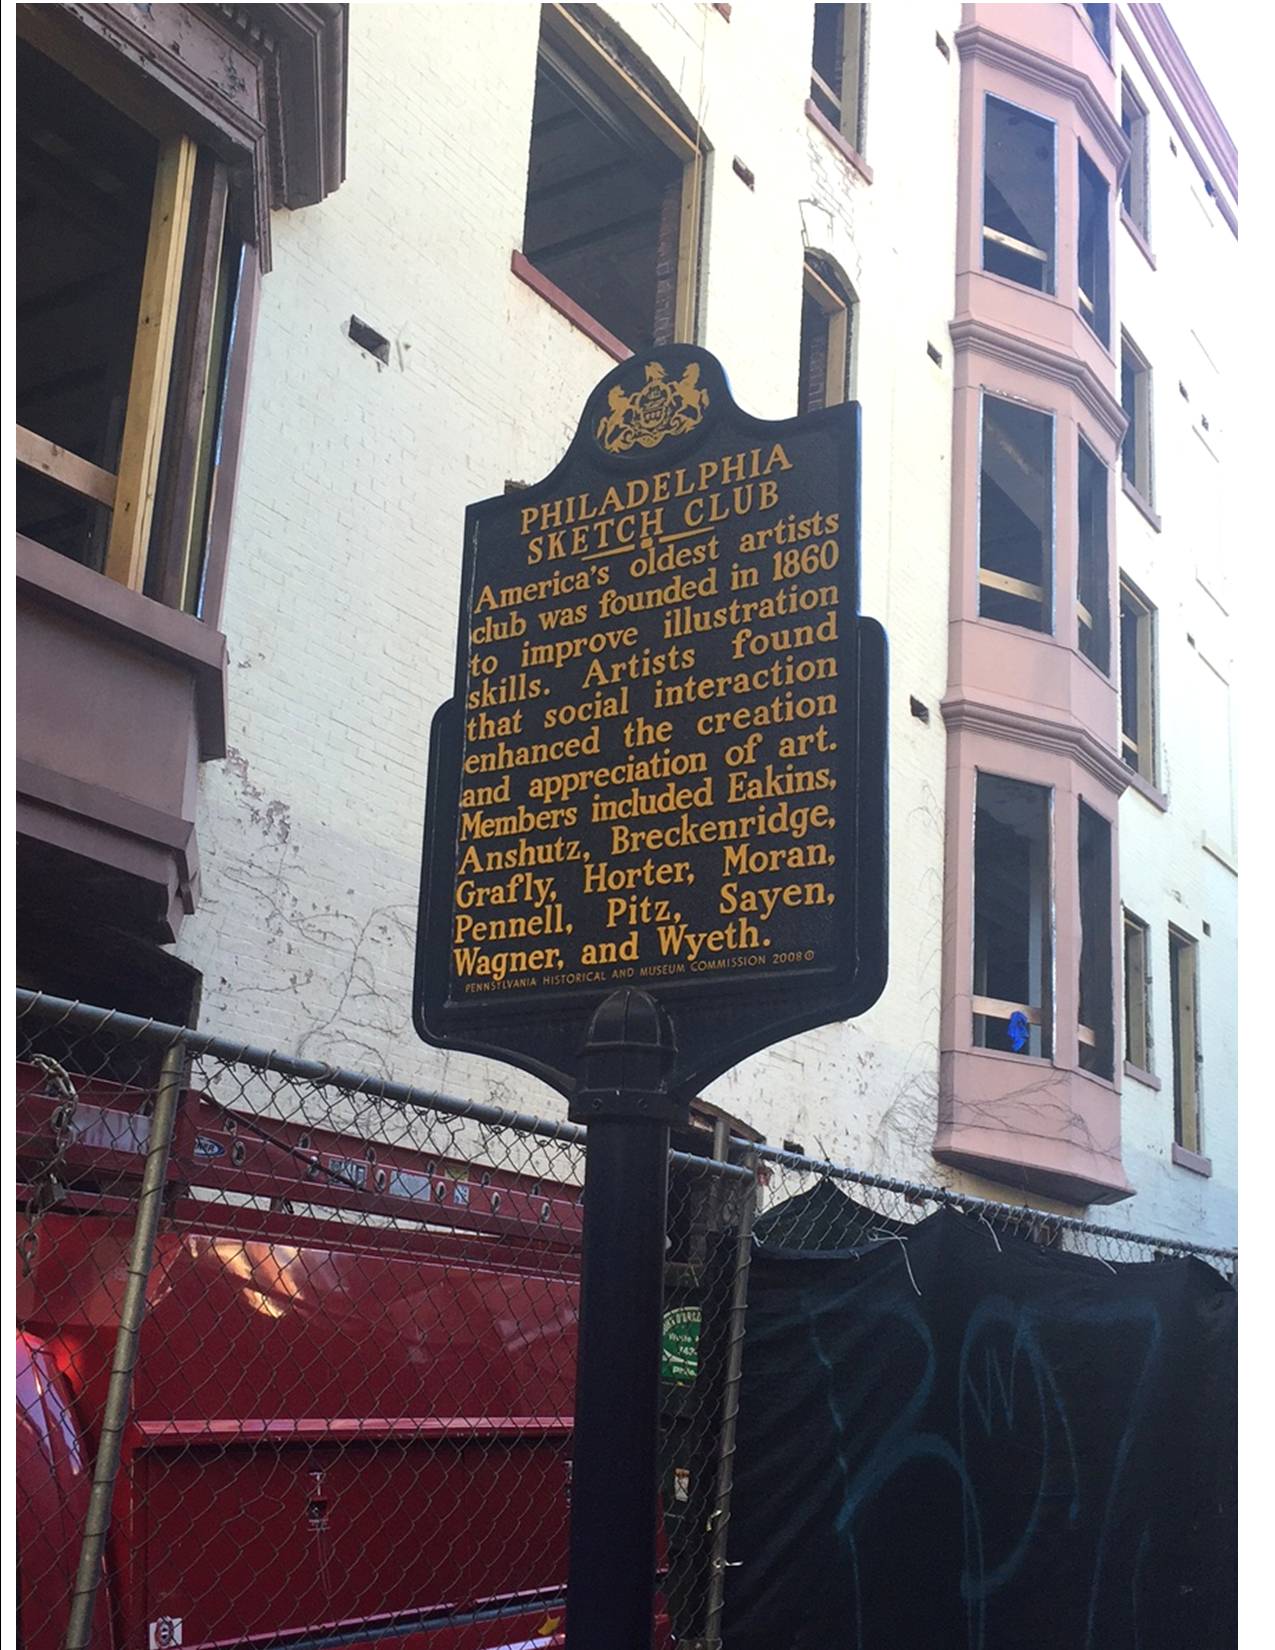 PHILADELPHIA
SKETCH CLUB
America's oldest artists
club was founded in 1860
to improve illustration
skills. Artists found
that social interaction
enhanced the creation
and appreciation of art.
Members included Eakins,
Anshutz, Breckenridge,
Grafly, Horter, Moran,
Pennell, Pitz, Sayen,
Wagner, and Wyeth.
PENNSYLVANIA HISTORICAL AND MUSEUM COMMISSION 2008 ©